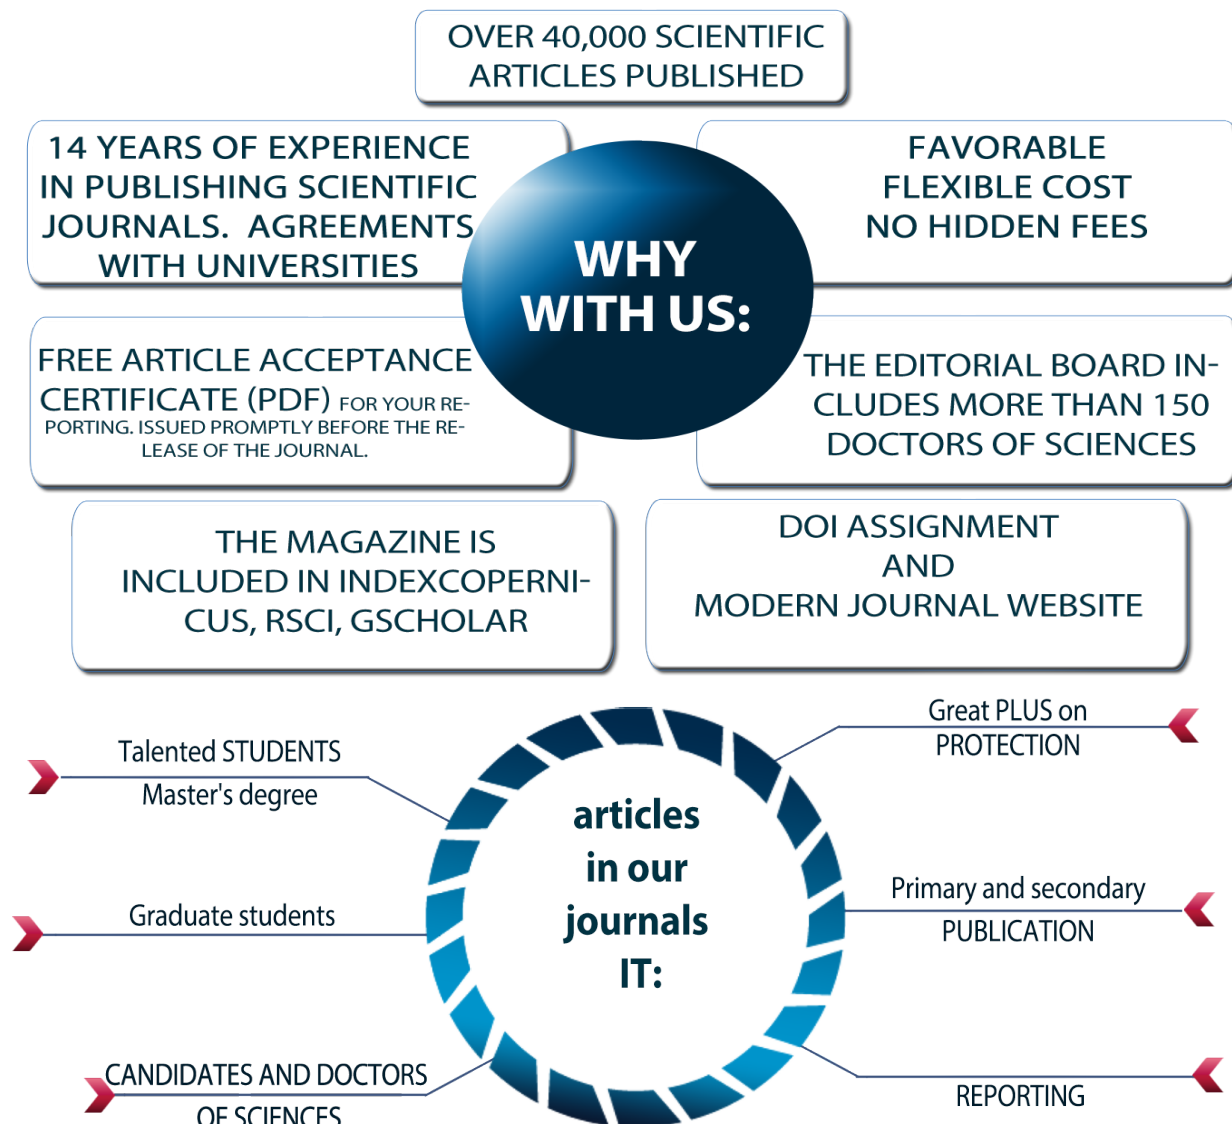 OVER 40,000 SCIENTIFIC
ARTICLES PUBLISHED
14 YEARS OF EXPERIENCE
IN PUBLISHING SCIENTIFIC
JOURNALS. AGREEMENTS
WITH UNIVERSITIES
WHY
WITH US:
FAVORABLE
FLEXIBLE COST
NO HIDDEN FEES
FREE ARTICLE ACCEPTANCE
CERTIFICATE (PDF) FOR YOUR RE-
PORTING. ISSUED PROMPTLY BEFORE THE RE-
LEASE OF THE JOURNAL.
THE EDITORIAL BOARD IN-
CLUDES MORE THAN 150
DOCTORS OF SCIENCES
THE MAGAZINE IS
INCLUDED IN INDEXCOPERNI-
CUS, RSCI, GSCHOLAR
DOI ASSIGNMENT
AND
MODERN JOURNAL WEBSITE
Talented STUDENTS
Master's degree
Graduate students
CANDIDATES AND DOCTORS
OF SCIENCES
articles
in our
journals
IT:
Great PLUS on
PROTECTION
Primary and secondary
PUBLICATION
REPORTING